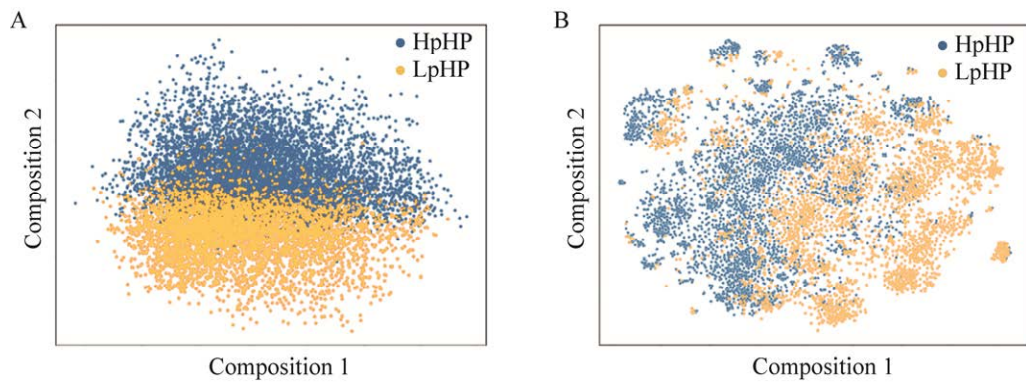 A
HpHP
LpHP
Composition 2
Composition 1
B
HpHP
LpHP
Composition 2
Composition 1